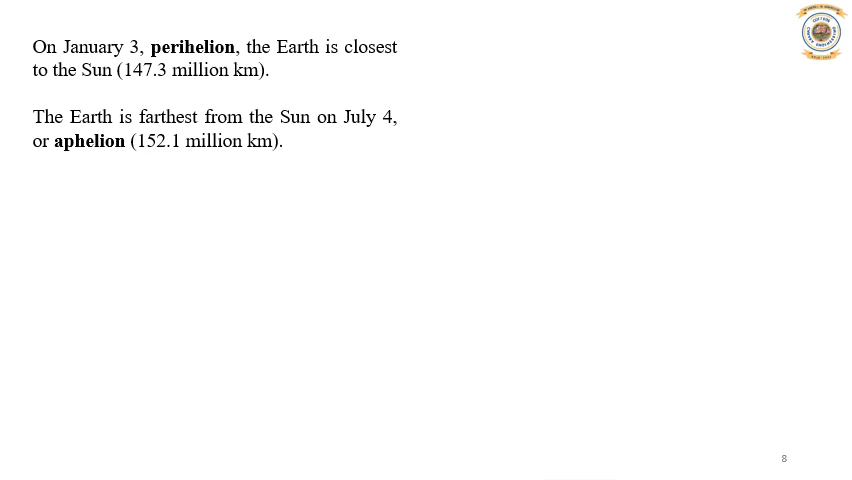 On January 3, perihelion, the Earth is closest
to the Sun (147.3 million km).
The Earth is farthest from the Sun on July 4,
or aphelion (152.1 million km).
8